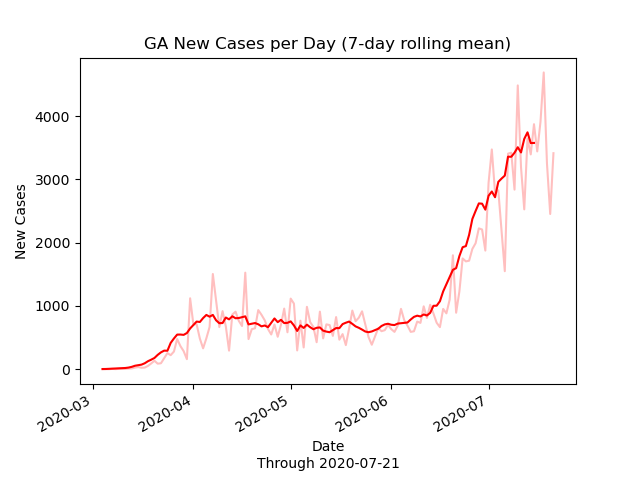 GA New Cases per Day (7-day rolling mean)
New Cases
4000
3000
2000
1000
0
2020-03
2020-04
2020-05
2020-06
2020-07
Date
Through 2020-07-21